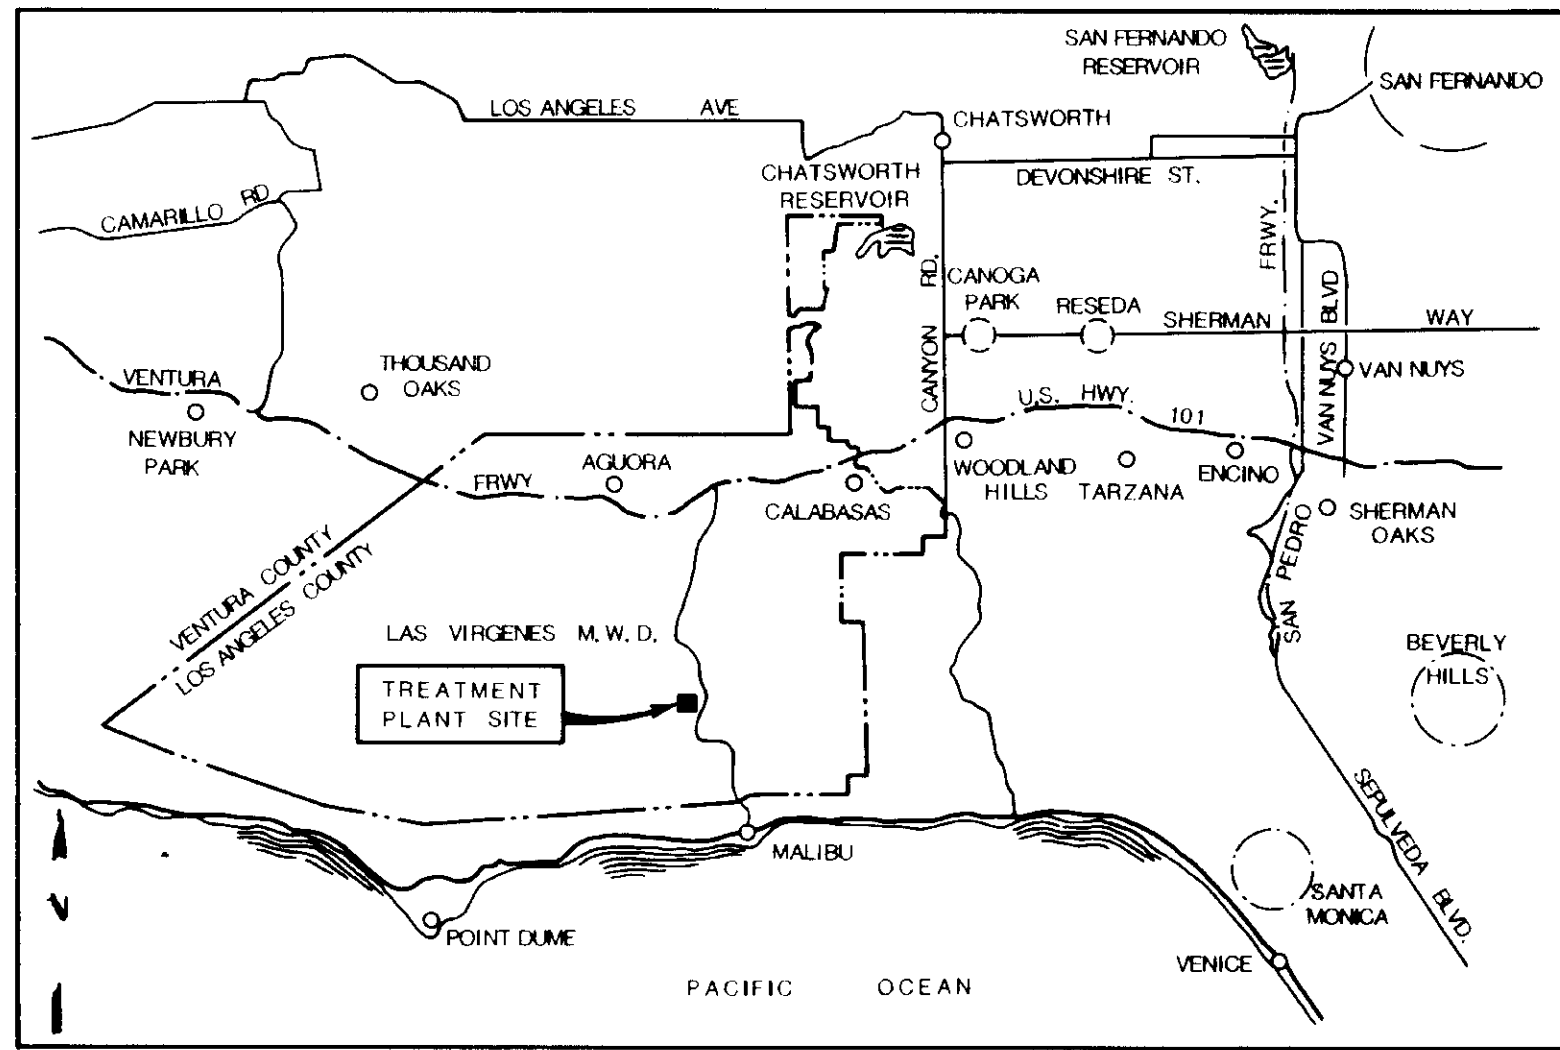 SAN FERNANDO
RESERVOIR
SAN FERNANDO
LOS ANGELES AVE
CHATSWORTH
CHATSWORTH
RESERVOIR
DEVONSHIRE ST.
CAMARILLO RD
FRWY.
CANYON RD.
CANOGA
PARK
RESEDA
SHERMAN WAY
VAN NUYS BLVD
VAN NUYS
THOUSAND
OAKS
VENTURA
NEWBURY
PARK
U.S. HWY. 101
AGUORA
FRWY
CALABASAS
WOODLAND
HILLS
TARZANA
ENCINO
SHERMAN
OAKS
SAN PEDRO
VENTURA COUNTY
LOS ANGELES COUNTY
LAS VIRGENES M.W.D.
TREATMENT
PLANT SITE
BEVERLY
HILLS
SEPULVEDA BLVD.
MALIBU
SANTA
MONICA
POINT DUME
VENICE
PACIFIC OCEAN